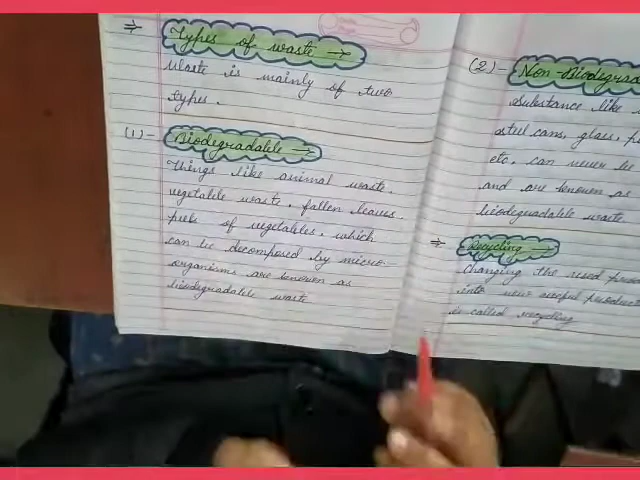 ⇒ Types of waste →
Waste is mainly of two
types.
(1) - Biodegradable →
Things like animal waste,
vegetable waste, fallen leaves,
peels of vegetables, which
can be decomposed by micro-
organisms are known as
biodegradable waste
(2) - Non-Biodegrad
substance like
steel cans, glass,
etc. can never be
and are known as
biodegradable waste
⇒ Recycling
Changing the used
into new useful produc
is called recycling